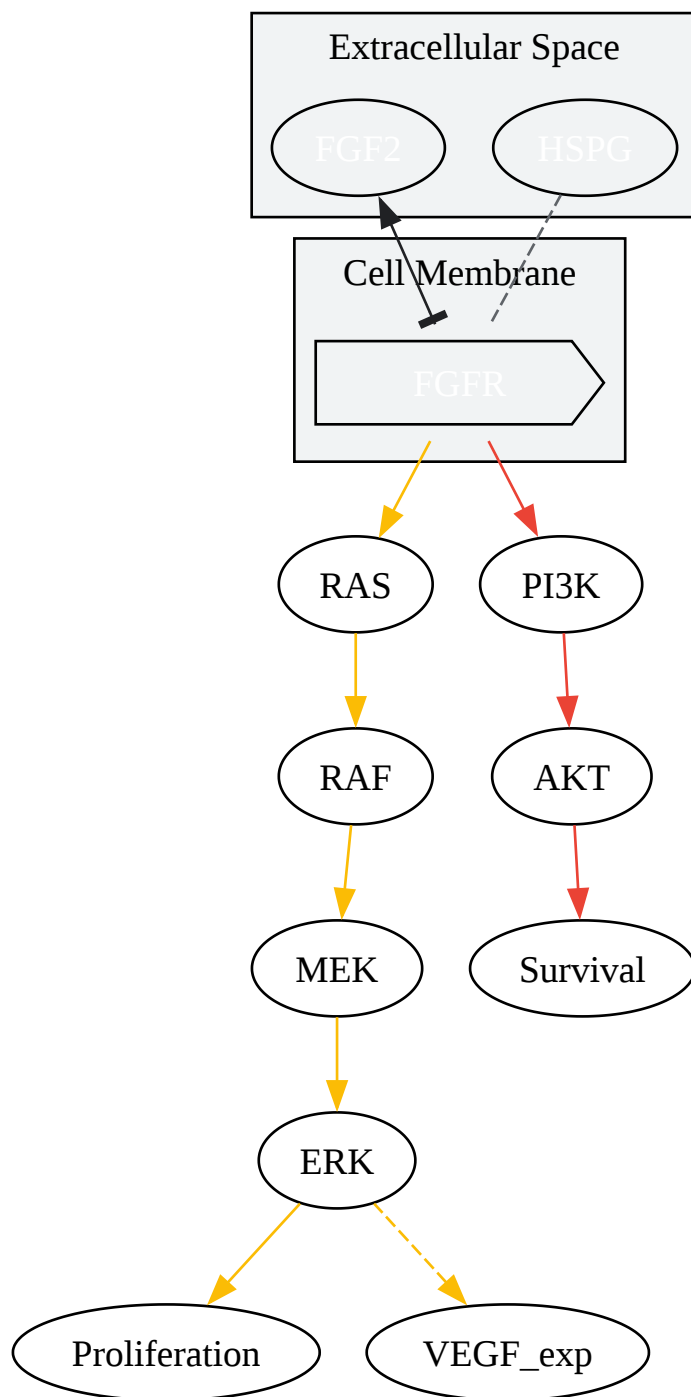 Extracellular Space
FGF2 HSPG
Cell Membrane
FGFR
RAS PI3K
RAF AKT
MEK Survival
ERK
Proliferation VEGF_exp